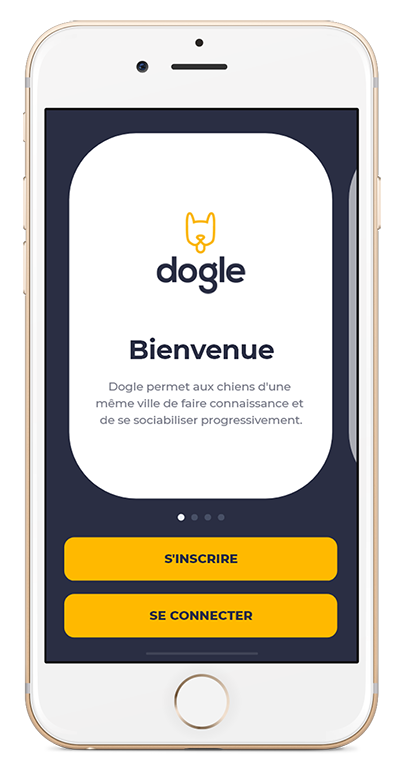 dogle
Bienvenue
Dogle permet aux chiens d'une
même ville de faire connaissance et
de se sociabiliser progressivement.
S'INSCRIRE
SE CONNECTER